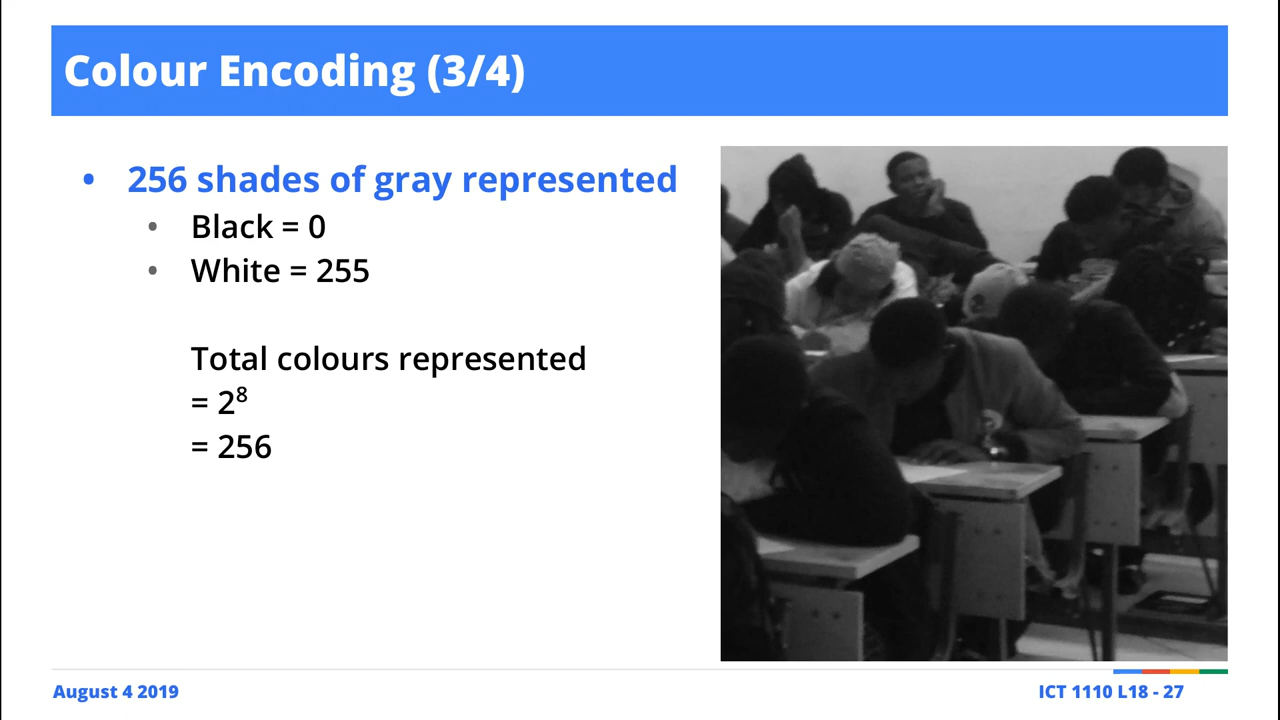 Colour Encoding (3/4)
• 256 shades of gray represented
• Black = 0
• White = 255
Total colours represented
= 2⁸
= 256
August 4 2019
ICT 1110 L18 - 27